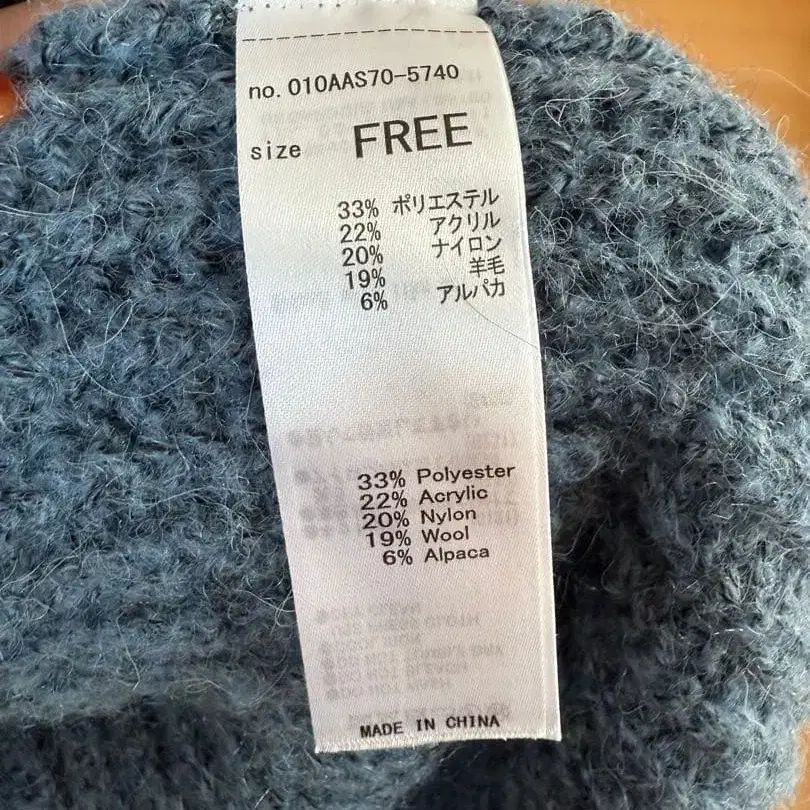 no. 010AAS70-5740
size FREE
33% ポリエステル
22% アクリル
20% ナイロン
19% 羊毛
6% アルパカ
33% Polyester
22% Acrylic
20% Nylon
19% Wool
6% Alpaca
MADE IN CHINA